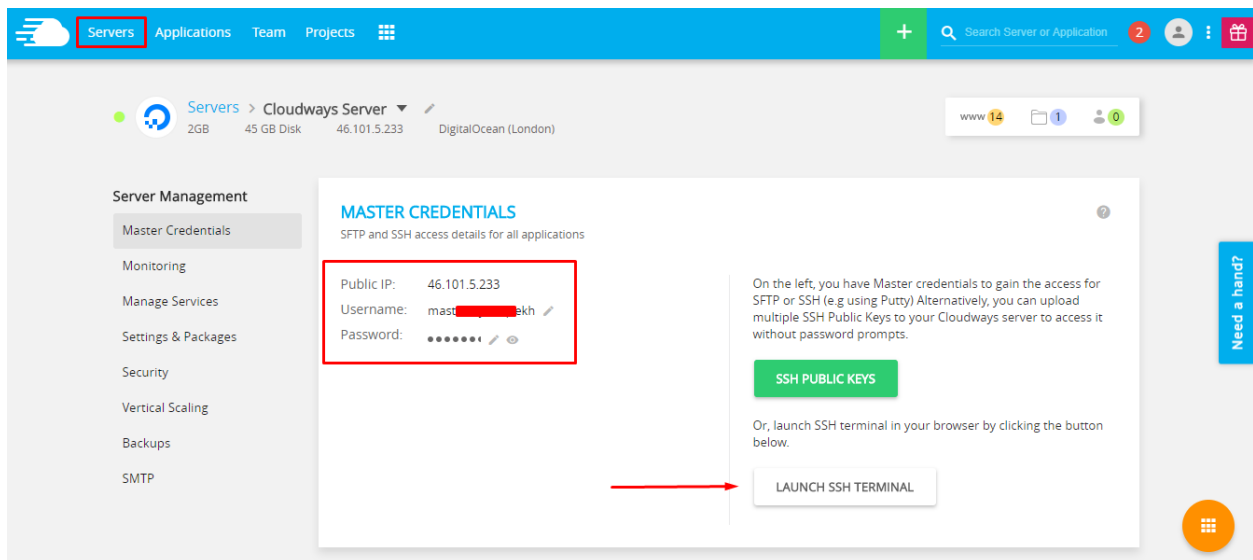 Servers Applications Team Projects
Search Server or Application 2
Servers > Cloudways Server
2GB 45 GB Disk 46.101.5.233 DigitalOcean (London)
www 14 1 0
Server Management
Master Credentials
Monitoring
Manage Services
Settings & Packages
Security
Vertical Scaling
Backups
SMTP
MASTER CREDENTIALS
SFTP and SSH access details for all applications
Public IP: 46.101.5.233
Username: mast ekh
Password:
On the left, you have Master credentials to gain the access for
SFTP or SSH (e.g using Putty) Alternatively, you can upload
multiple SSH Public Keys to your Cloudways server to access it
without password prompts.
SSH PUBLIC KEYS
Or, launch SSH terminal in your browser by clicking the button
below.
LAUNCH SSH TERMINAL
Need a hand?